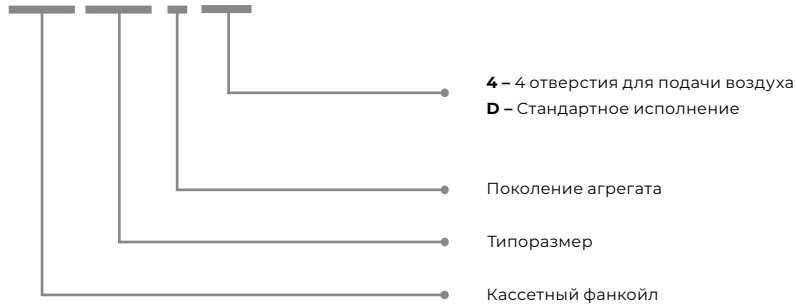 4 – 4 отверстия для подачи воздуха
D – Стандартное исполнение
Поколение агрегата
Типоразмер
Кассетный фанкойл